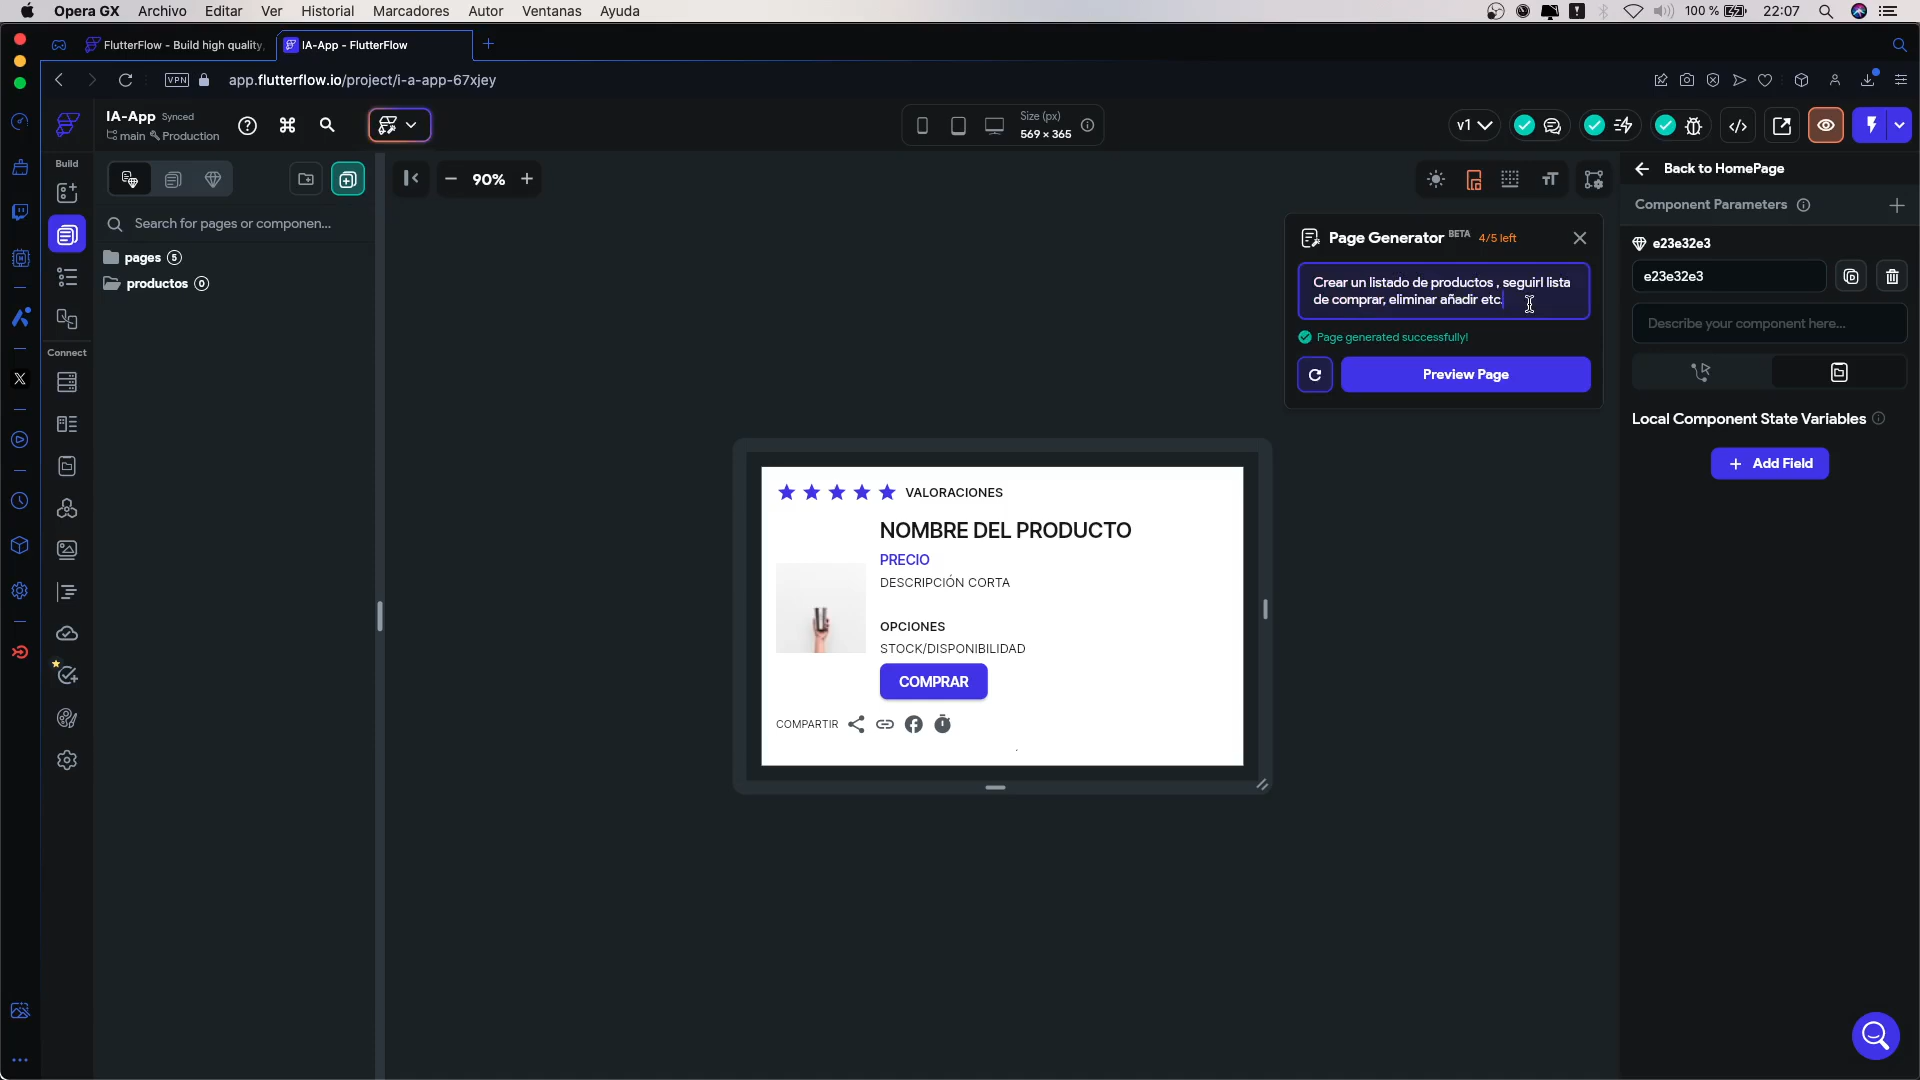 Opera GX Archivo Editar Ver Historial Marcadores Autor Ventanas Ayuda 100 % 22:07
FlutterFlow - Build high quality,
IA-App - FlutterFlow
VPN app.flutterflow.io/project/i-a-app-67xjey
IA-App Synced
main Production
Size (px)
569 × 365
v1
Build
90%
Back to HomePage
Component Parameters
Search for pages or componen...
pages 5
productos 0
Page Generator BETA 4/5 left
Crear un listado de productos , seguirl lista
de comprar, eliminar añadir etc.
Page generated successfully!
Preview Page
e23e32e3
e23e32e3
Describe your component here...
Connect
Local Component State Variables
Add Field
VALORACIONES
NOMBRE DEL PRODUCTO
PRECIO
DESCRIPCIÓN CORTA
OPCIONES
STOCK/DISPONIBILIDAD
COMPRAR
COMPARTIR